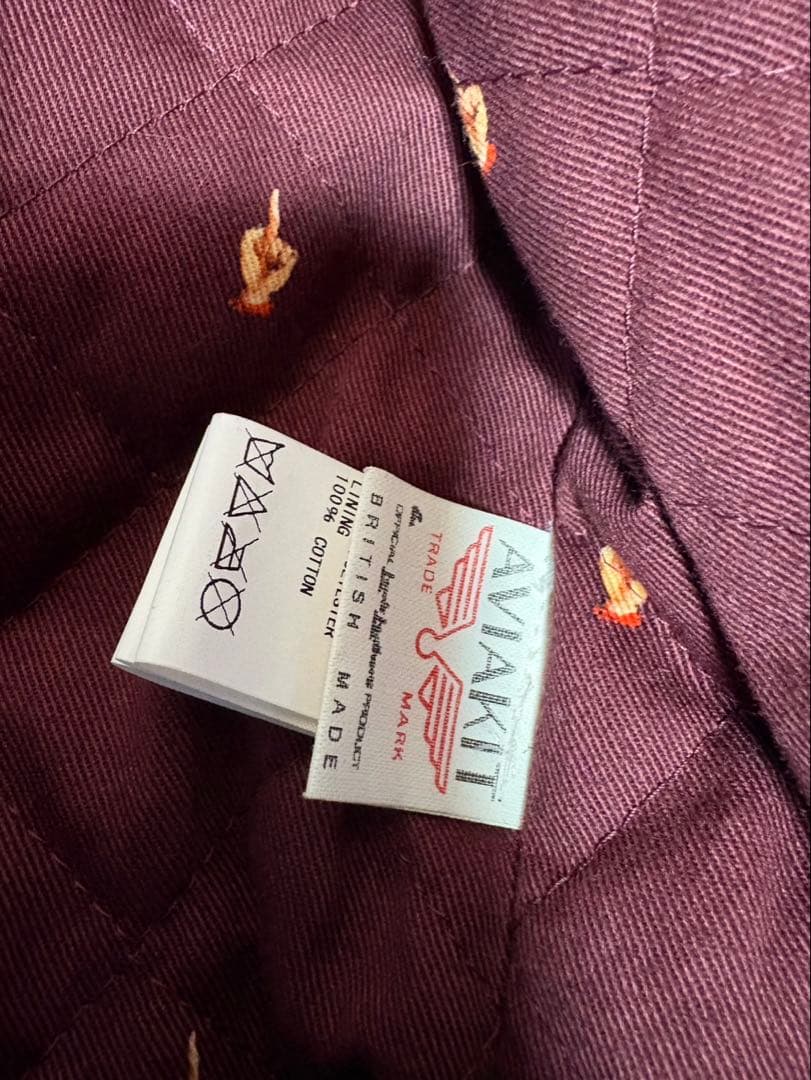 AVIAKIT
TRADE MARK
OFFICIAL
PRODUCT
BRITISH MADE
LINING
100% COTTON